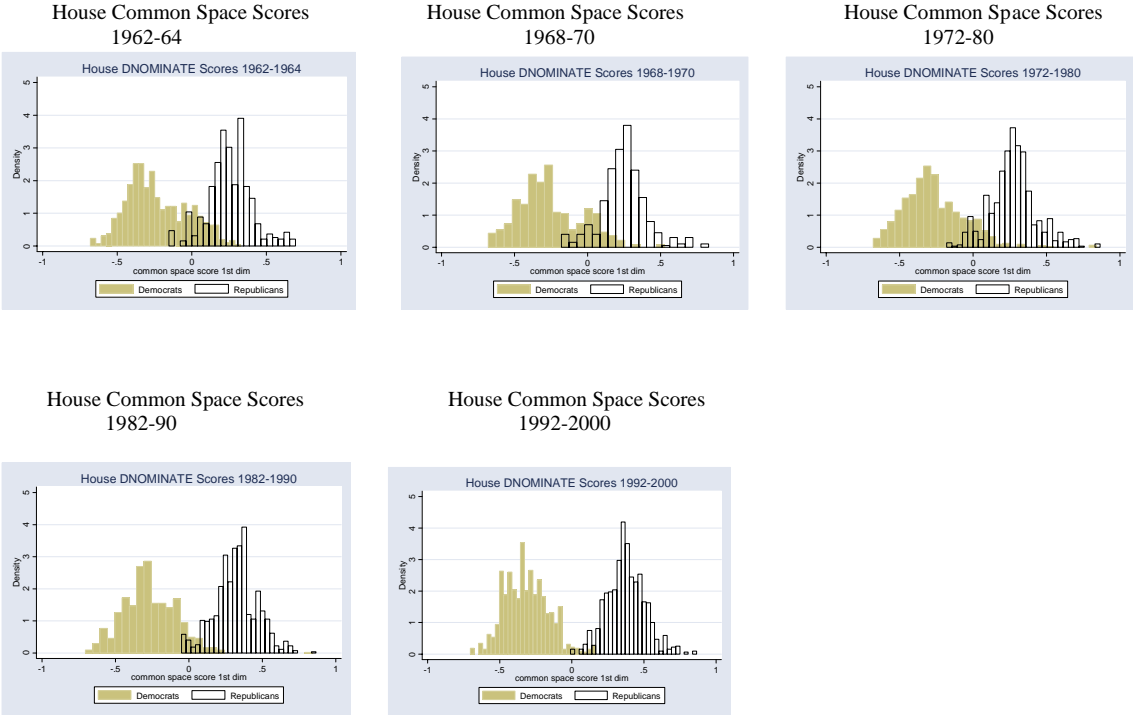 House Common Space Scores
1962-64
House DNOMINATE Scores 1962-1964
Density
0 1 2 3 4 5
-1 -.5 0 .5 1
common space score 1st dim
Democrats Republicans
House Common Space Scores
1968-70
House DNOMINATE Scores 1968-1970
Density
0 1 2 3 4 5
-1 -.5 0 .5 1
common space score 1st dim
Democrats Republicans
House Common Space Scores
1972-80
House DNOMINATE Scores 1972-1980
Density
0 1 2 3 4 5
-1 -.5 0 .5 1
common space score 1st dim
Democrats Republicans
House Common Space Scores
1982-90
House DNOMINATE Scores 1982-1990
Density
0 1 2 3 4 5
-1 -.5 0 .5 1
common space score 1st dim
Democrats Republicans
House Common Space Scores
1992-2000
House DNOMINATE Scores 1992-2000
Density
0 1 2 3 4 5
-1 -.5 0 .5 1
common space score 1st dim
Democrats Republicans